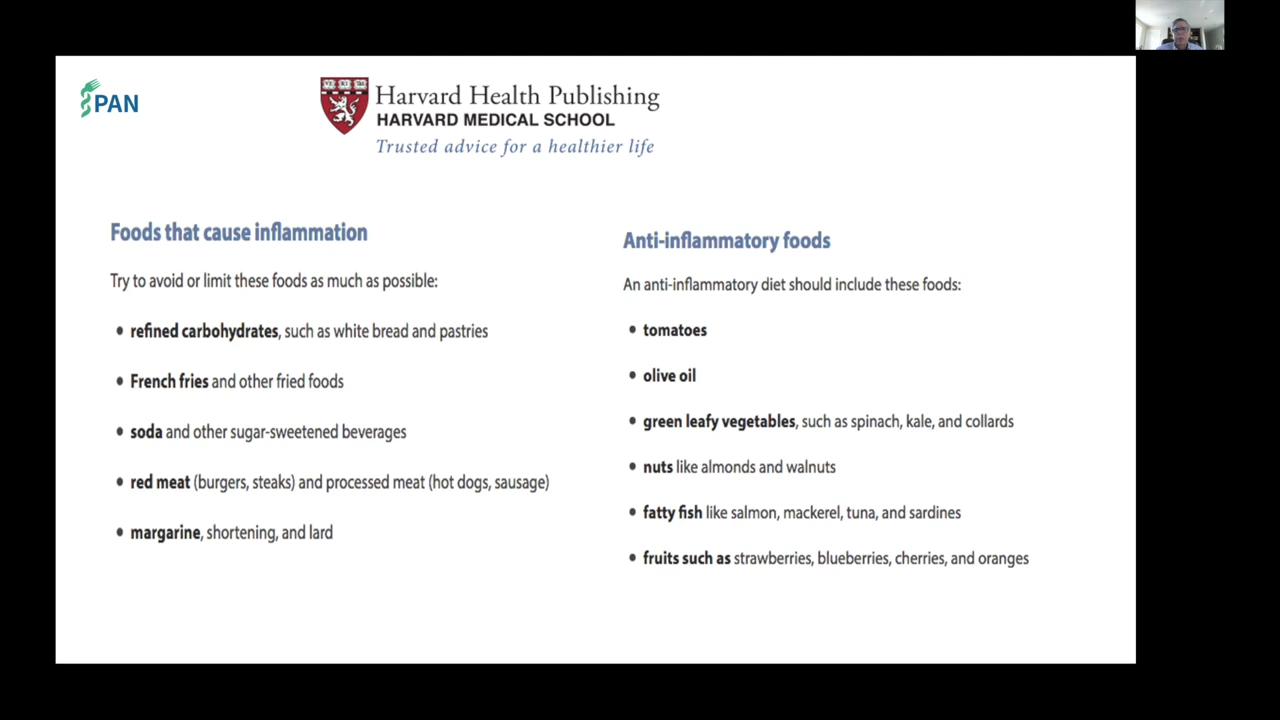 PAN
Harvard Health Publishing
HARVARD MEDICAL SCHOOL
Trusted advice for a healthier life
Foods that cause inflammation
Try to avoid or limit these foods as much as possible:
• refined carbohydrates, such as white bread and pastries
• French fries and other fried foods
• soda and other sugar-sweetened beverages
• red meat (burgers, steaks) and processed meat (hot dogs, sausage)
• margarine, shortening, and lard
Anti-inflammatory foods
An anti-inflammatory diet should include these foods:
• tomatoes
• olive oil
• green leafy vegetables, such as spinach, kale, and collards
• nuts like almonds and walnuts
• fatty fish like salmon, mackerel, tuna, and sardines
• fruits such as strawberries, blueberries, cherries, and oranges